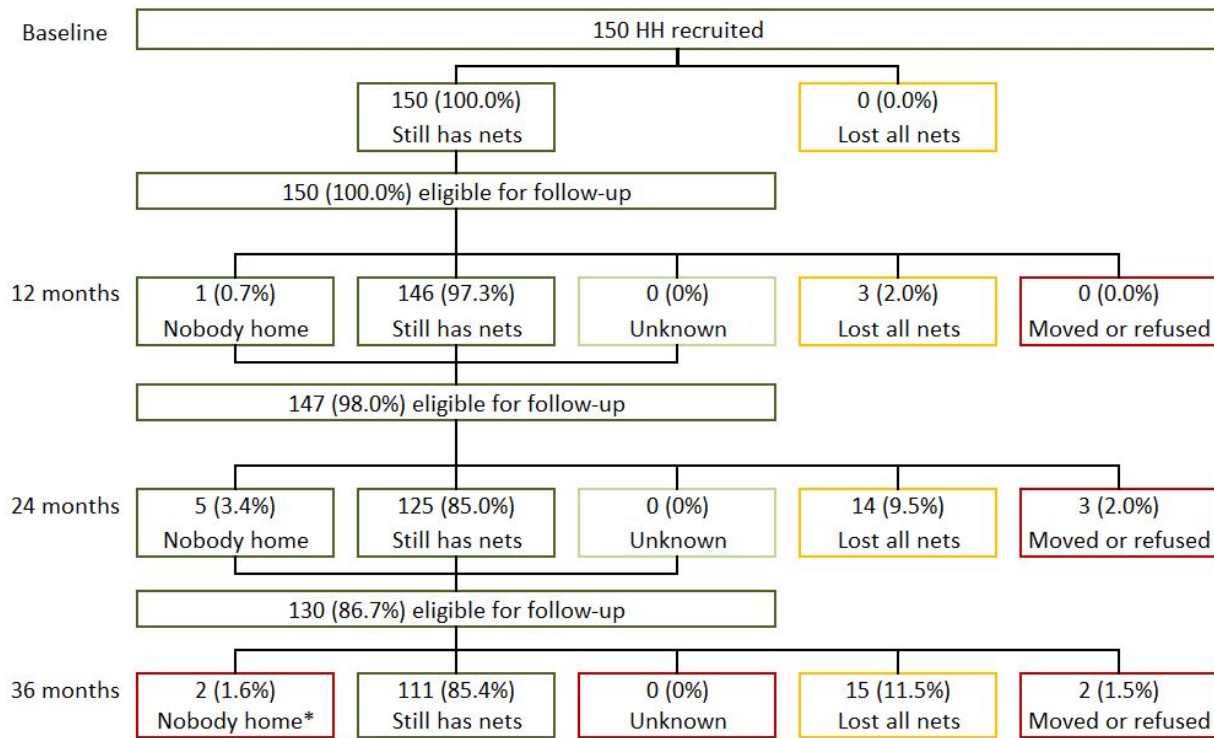 Baseline
150 HH recruited
150 (100.0%)
Still has nets
0 (0.0%)
Lost all nets
150 (100.0%) eligible for follow-up
12 months
1 (0.7%)
Nobody home
146 (97.3%)
Still has nets
0 (0%)
Unknown
3 (2.0%)
Lost all nets
0 (0.0%)
Moved or refused
147 (98.0%) eligible for follow-up
24 months
5 (3.4%)
Nobody home
125 (85.0%)
Still has nets
0 (0%)
Unknown
14 (9.5%)
Lost all nets
3 (2.0%)
Moved or refused
130 (86.7%) eligible for follow-up
36 months
2 (1.6%)
Nobody home*
111 (85.4%)
Still has nets
0 (0%)
Unknown
15 (11.5%)
Lost all nets
2 (1.5%)
Moved or refused